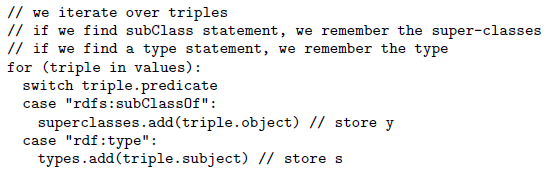 // we iterate over triples
// if we find subClass statement, we remember the super-classes
// if we find a type statement, we remember the type
for (triple in values):
  switch triple.predicate
  case "rdfs:subClassOf":
    superclasses.add(triple.object) // store y
  case "rdf:type":
    types.add(triple.subject) // store s